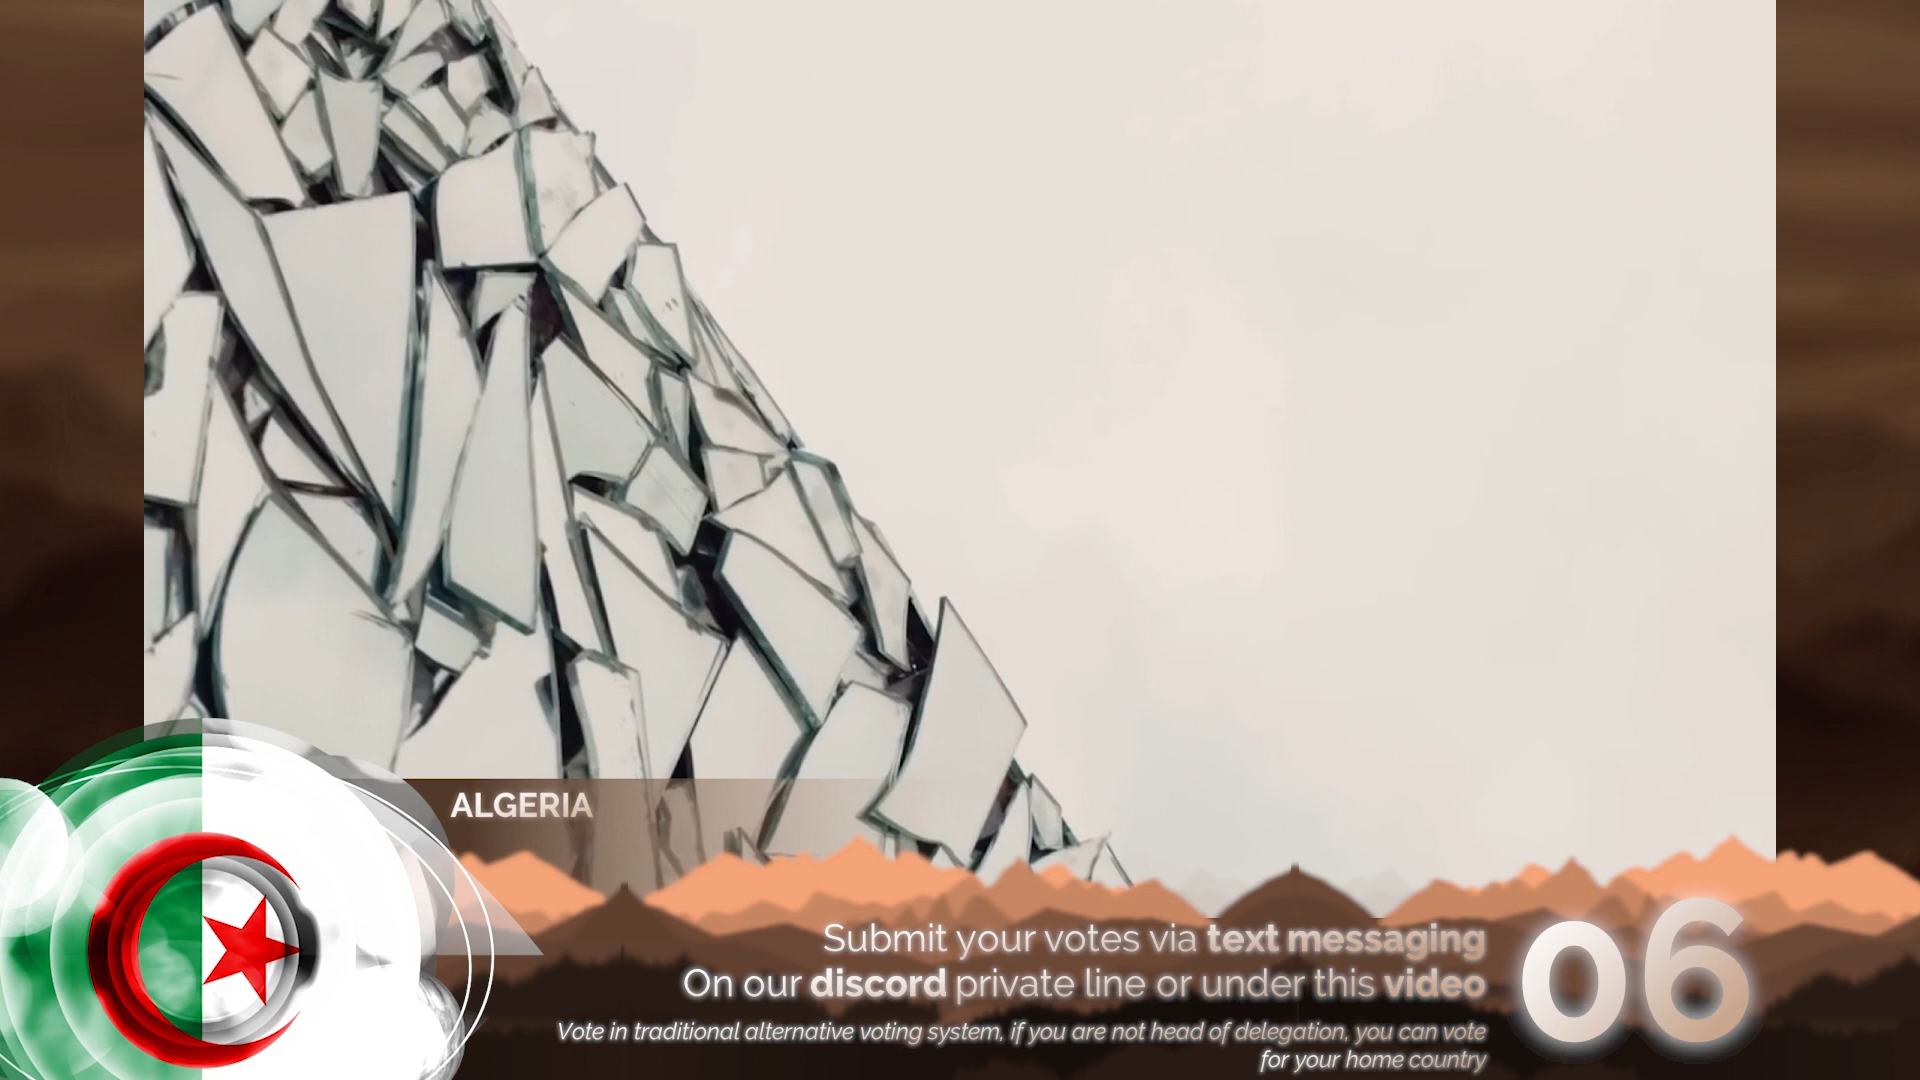 ALGERIA
Submit your votes via text messaging
On our discord private line or under this video
06
Vote in traditional alternative voting system, if you are not head of delegation, you can vote
for your home country